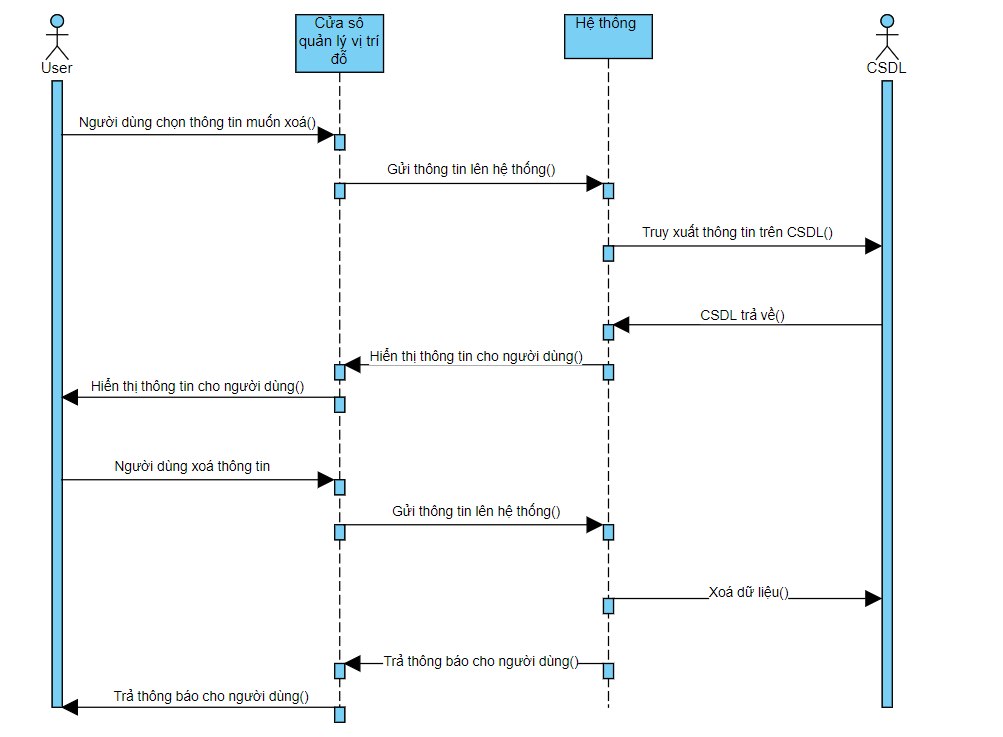 Cửa sổ
quản lý vị trí
đỗ
Hệ thống
User
CSDL
Người dùng chọn thông tin muốn xoá()
Gửi thông tin lên hệ thống()
Truy xuất thông tin trên CSDL()
CSDL trả về()
Hiển thị thông tin cho người dùng()
Hiển thị thông tin cho người dùng()
Người dùng xoá thông tin
Gửi thông tin lên hệ thống()
Xoá dữ liệu()
Trả thông báo cho người dùng()
Trả thông báo cho người dùng()